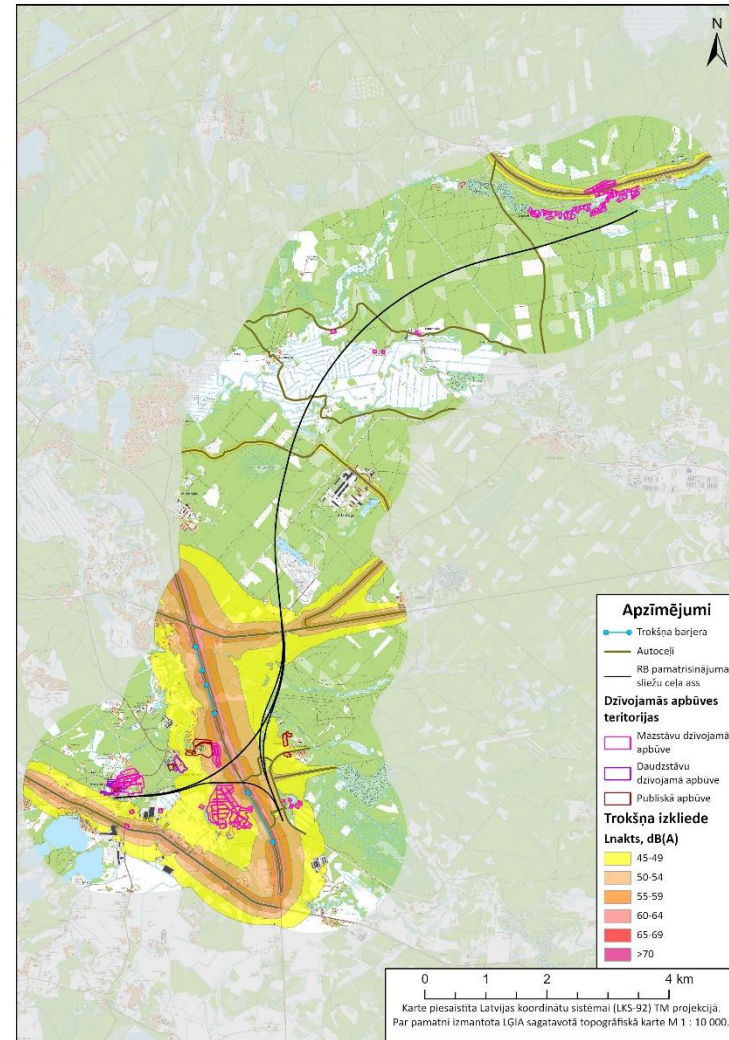 N
Apzīmējumi
Trokšņa barjera
Autoceļi
RB pamatrisinājuma
sliežu ceļa ass
Dzīvojamās apbūves
teritorijas
Mazstāvu dzīvojamā
apbūve
Daudzstāvu
dzīvojamā apbūve
Publiskā apbūve
Trokšņa izkliede
Lnakts, dB(A)
45-49
50-54
55-59
60-64
65-69
>70
0 1 2 4 km
Karte piesaistīta Latvijas koordinātu sistēmai (LKS-92) TM projekcijā.
Par pamatni izmantota LĢIA sagatavotā topogrāfiskā karte M 1 : 10 000.